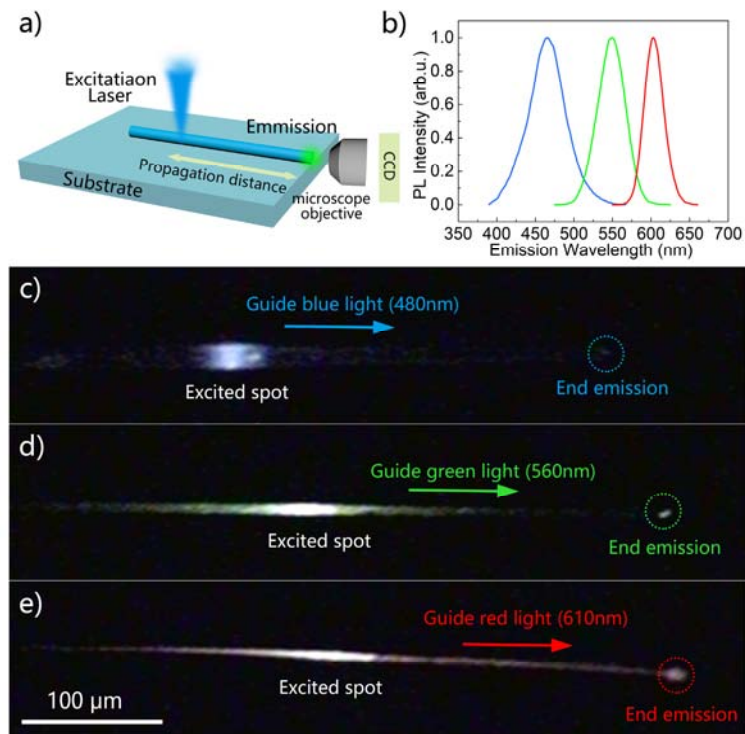 a)
Excitatiaon
Laser
Emmission
Propagation distance
Substrate
microscope
objective
CCD
b)
PL Intensity (arb.u.)
1.0
0.8
0.6
0.4
0.2
0.0
350 400 450 500 550 600 650 700
Emission Wavelength (nm)
c)
Guide blue light (480nm)
Excited spot
End emission
d)
Guide green light (560nm)
Excited spot
End emission
e)
Guide red light (610nm)
Excited spot
100 μm
End emission